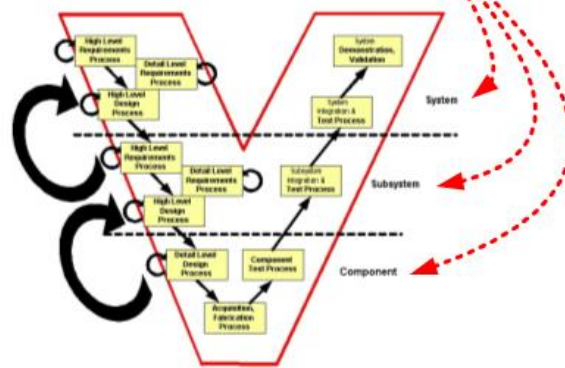 High Level
Requirements
Process
Detail Level
Requirements
Process
High Level
Design
Process
High Level
Requirements
Process
Detail Level
Requirements
Process
High Level
Design
Process
Detail Level
Design
Process
Acquisition,
Fabrication
Process
Component
Test Process
Subsystem
Integration &
Test Process
System
Integration &
Test Process
System
Demonstration,
Validation
System
Subsystem
Component